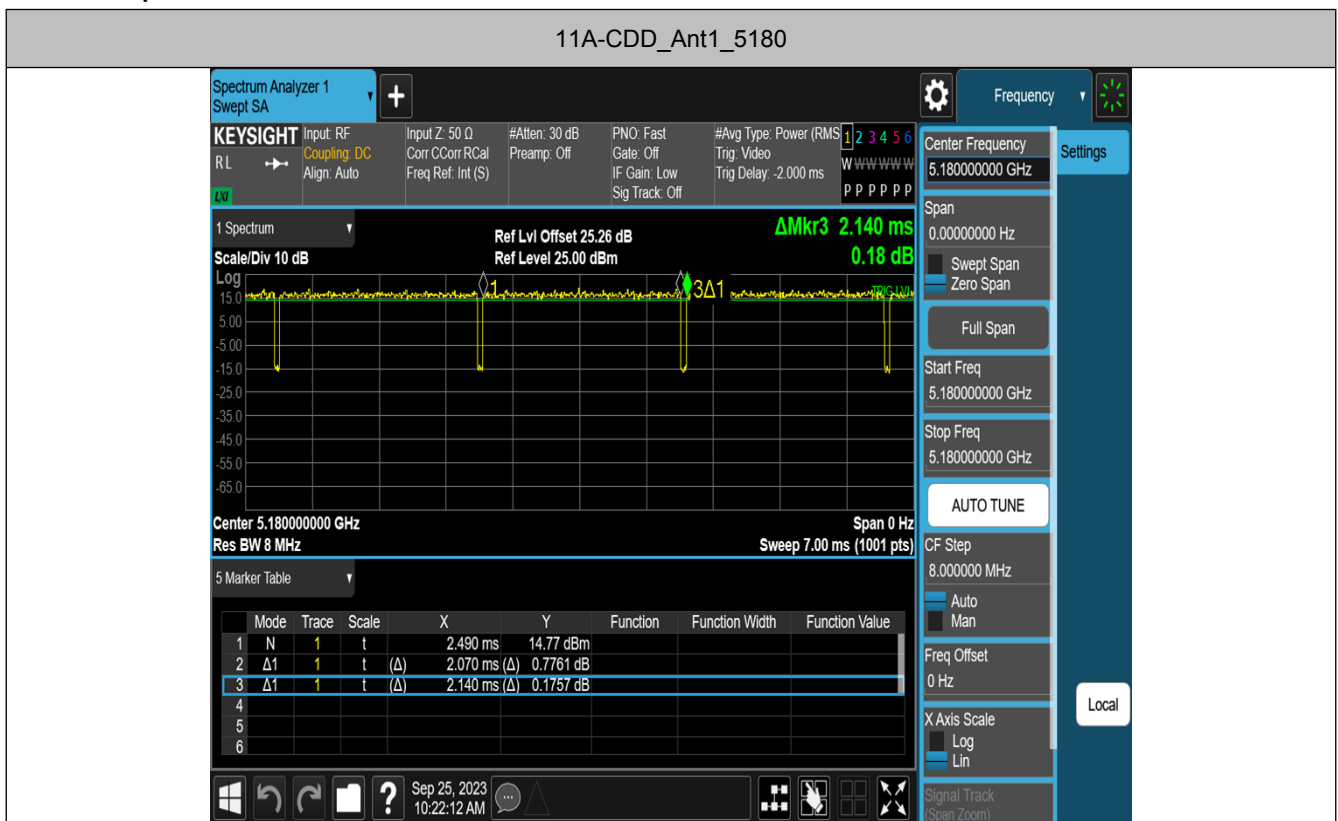 11A-CDD_Ant1_5180
Spectrum Analyzer 1
Swept SA
Frequency
KEYSIGHT
RL
LXI
Input: RF
Coupling: DC
Align: Auto
Input Z: 50 Ω
Corr CCorr RCal
Freq Ref: Int (S)
#Atten: 30 dB
Preamp: Off
PNO: Fast
Gate: Off
IF Gain: Low
Sig Track: Off
#Avg Type: Power (RMS
Trig: Video
Trig Delay: -2.000 ms
1 2 3 4 5 6
W W W W W W
P P P P P P
1 Spectrum
Scale/Div 10 dB
Ref Lvl Offset 25.26 dB
Ref Level 25.00 dBm
ΔMkr3 2.140 ms
0.18 dB
Log
15.0
5.00
-5.00
-15.0
-25.0
-35.0
-45.0
-55.0
-65.0
1
3Δ1
TRIG LVL
Center 5.180000000 GHz
Res BW 8 MHz
Span 0 Hz
Sweep 7.00 ms (1001 pts)
5 Marker Table
Mode Trace Scale X Y Function Function Width Function Value
1 N 1 t 2.490 ms 14.77 dBm
2 Δ1 1 t (Δ) 2.070 ms (Δ) 0.7761 dB
3 Δ1 1 t (Δ) 2.140 ms (Δ) 0.1757 dB
4
5
6
Sep 25, 2023
10:22:12 AM
Center Frequency
5.180000000 GHz
Span
0.00000000 Hz
Swept Span
Zero Span
Full Span
Start Freq
5.180000000 GHz
Stop Freq
5.180000000 GHz
AUTO TUNE
CF Step
8.000000 MHz
Auto
Man
Freq Offset
0 Hz
X Axis Scale
Log
Lin
Signal Track
(Span Zoom)
Settings
Local